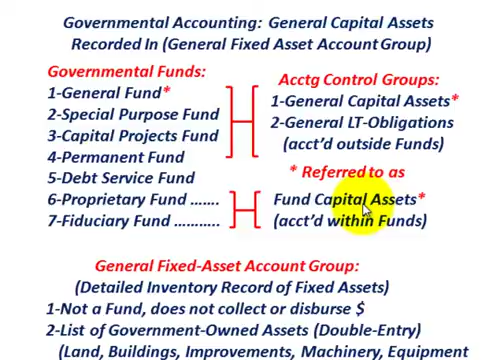 Governmental Accounting: General Capital Assets
Recorded In (General Fixed Asset Account Group)
Governmental Funds:
1-General Fund*
2-Special Purpose Fund
3-Capital Projects Fund
4-Permanent Fund
5-Debt Service Fund
6-Proprietary Fund .......
7-Fiduciary Fund ...........
Acctg Control Groups:
1-General Capital Assets*
2-General LT-Obligations
(acct'd outside Funds)
* Referred to as
Fund Capital Assets*
(acct'd within Funds)
General Fixed-Asset Account Group:
(Detailed Inventory Record of Fixed Assets)
1-Not a Fund, does not collect or disburse $
2-List of Government-Owned Assets (Double-Entry)
(Land, Buildings, Improvements, Machinery, Equipment